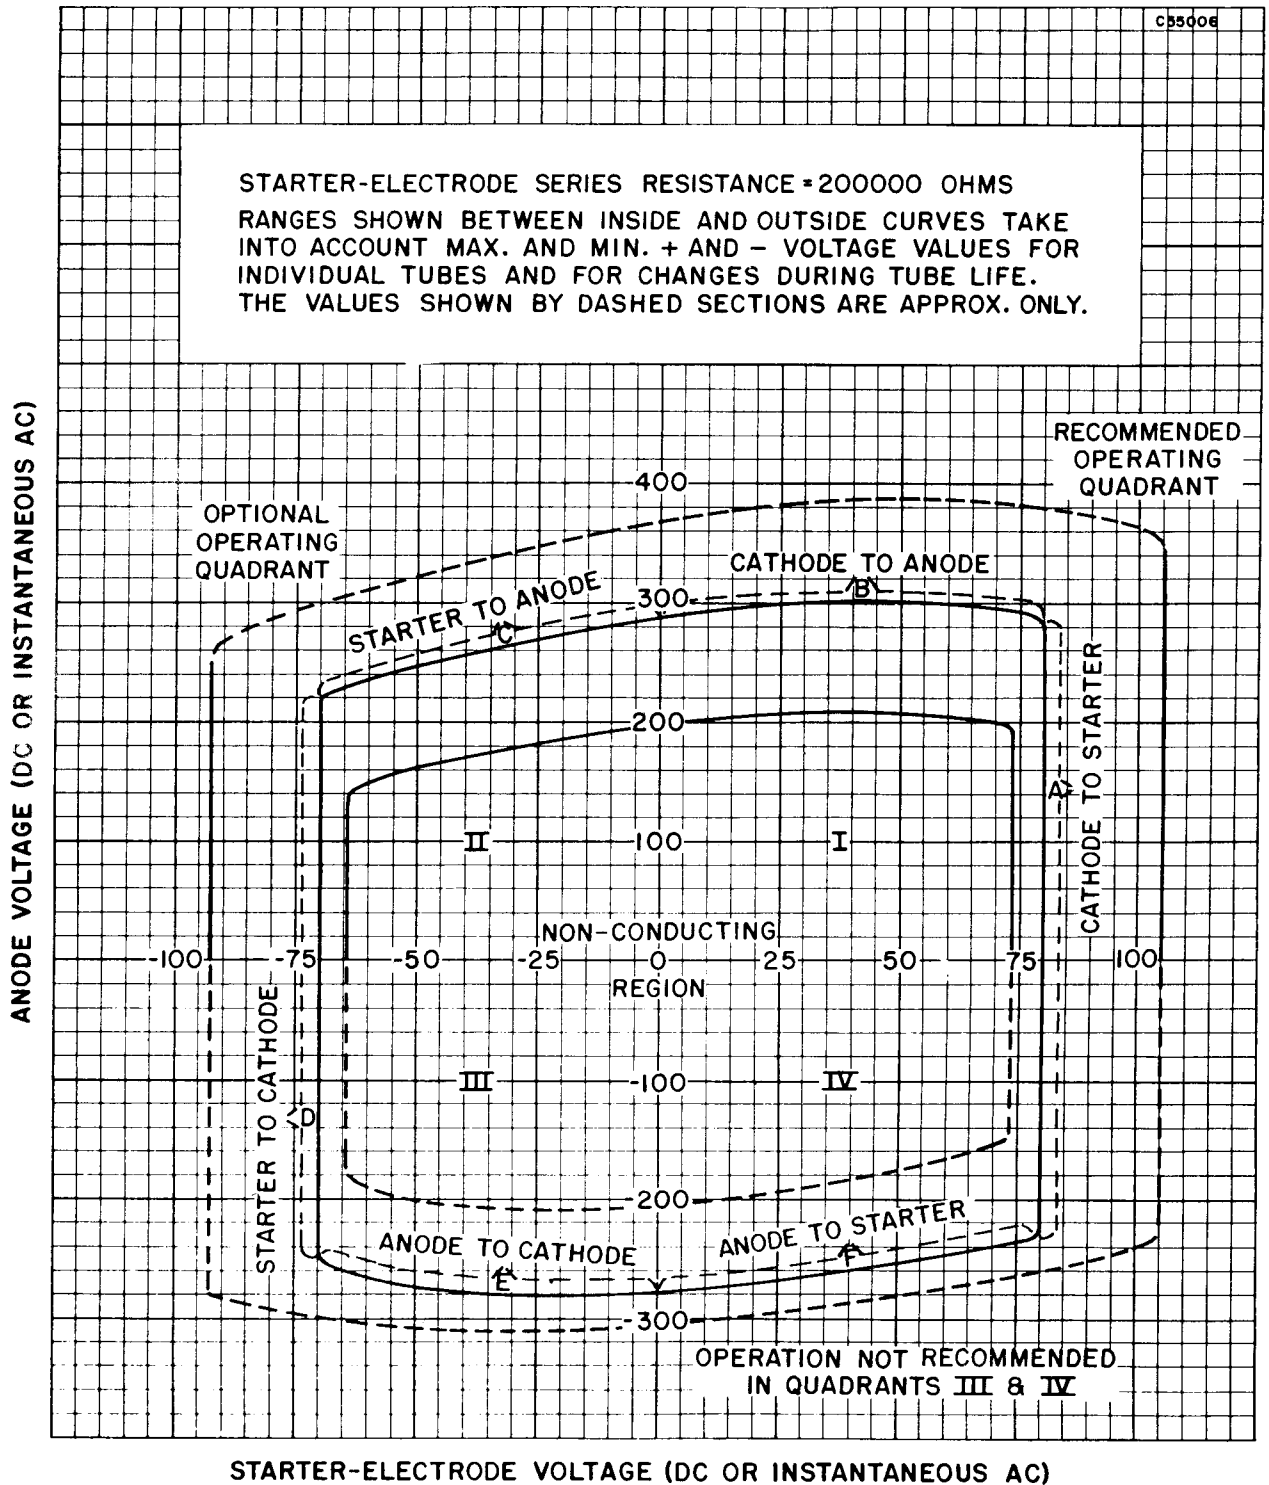 C55006
STARTER-ELECTRODE SERIES RESISTANCE = 200000 OHMS
RANGES SHOWN BETWEEN INSIDE AND OUTSIDE CURVES TAKE
INTO ACCOUNT MAX. AND MIN. + AND - VOLTAGE VALUES FOR
INDIVIDUAL TUBES AND FOR CHANGES DURING TUBE LIFE.
THE VALUES SHOWN BY DASHED SECTIONS ARE APPROX. ONLY.
RECOMMENDED
OPERATING
QUADRANT
OPTIONAL
OPERATING
QUADRANT
400
CATHODE TO ANODE
B
300
STARTER TO ANODE
C
CATHODE TO STARTER
A
200
100
II
I
NON-CONDUCTING
-100 -75 -50 -25 0 25 50 75 100
REGION
III
-100
IV
STARTER TO CATHODE
D
-200
ANODE TO CATHODE
E
ANODE TO STARTER
F
-300
OPERATION NOT RECOMMENDED
IN QUADRANTS III & IV
ANODE VOLTAGE (DC OR INSTANTANEOUS AC)
STARTER-ELECTRODE VOLTAGE (DC OR INSTANTANEOUS AC)